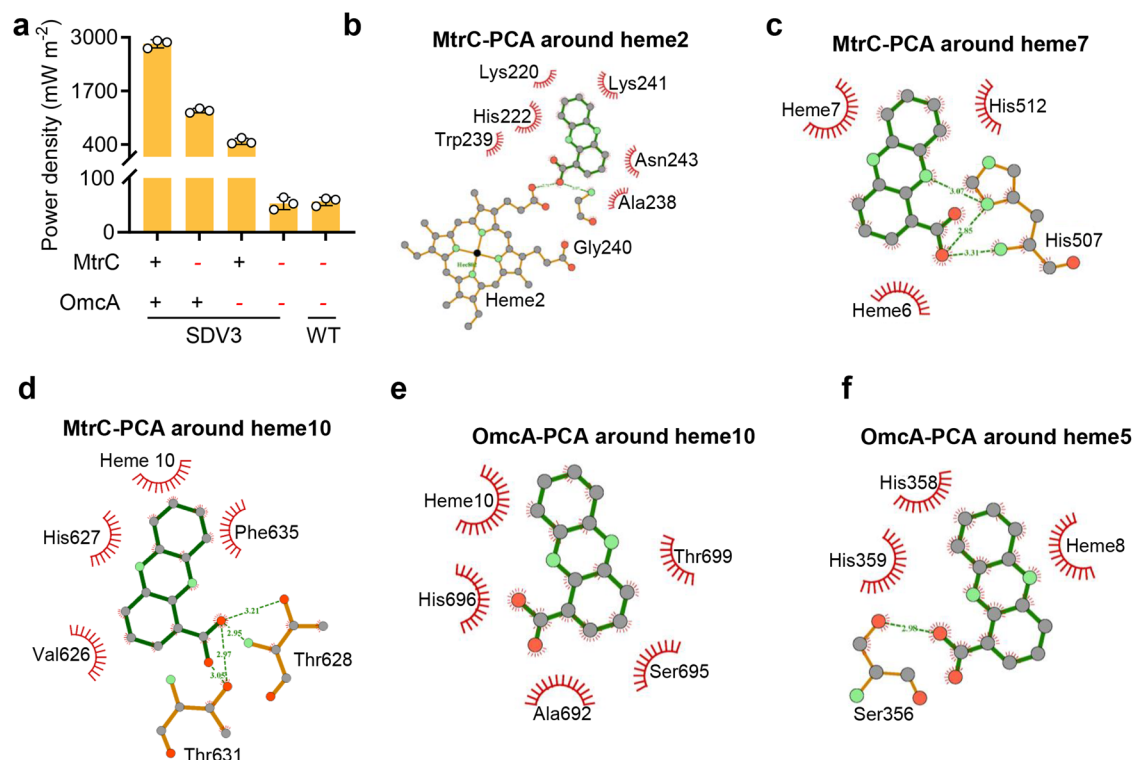 a
Power density (mW m⁻²)
3000
1700
400
100
0
MtrC + - + - -
OmcA + + - - -
SDV3 WT
b
MtrC-PCA around heme2
Lys220
Lys241
His222
Trp239
Asn243
Ala238
Gly240
Heme2
c
MtrC-PCA around heme7
Heme7
His512
3.07
2.85
3.31
His507
Heme6
d
MtrC-PCA around heme10
Heme 10
His627
Phe635
3.21
2.95
2.97
3.05
Val626
Thr628
Thr631
e
OmcA-PCA around heme10
Heme10
Thr699
His696
Ser695
Ala692
f
OmcA-PCA around heme5
His358
Heme8
His359
2.98
Ser356